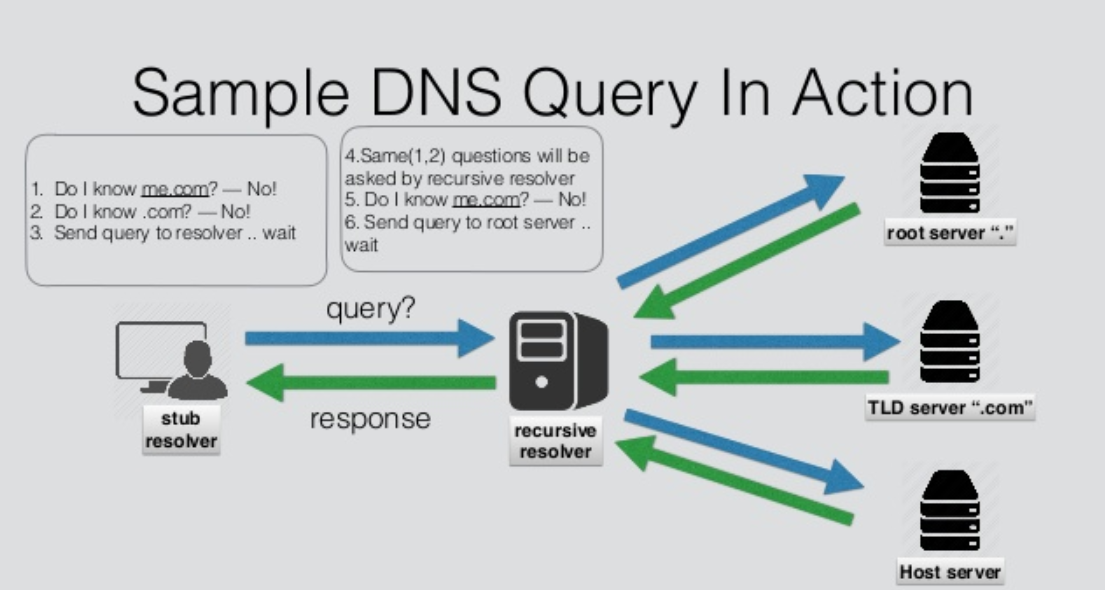 Sample DNS Query In Action
1. Do I know me.com? — No!
2. Do I know .com? — No!
3. Send query to resolver .. wait
4.Same(1,2) questions will be
asked by recursive resolver
5. Do I know me.com? — No!
6. Send query to root server ..
wait
root server “.”
query?
response
stub
resolver
recursive
resolver
TLD server “.com”
Host server